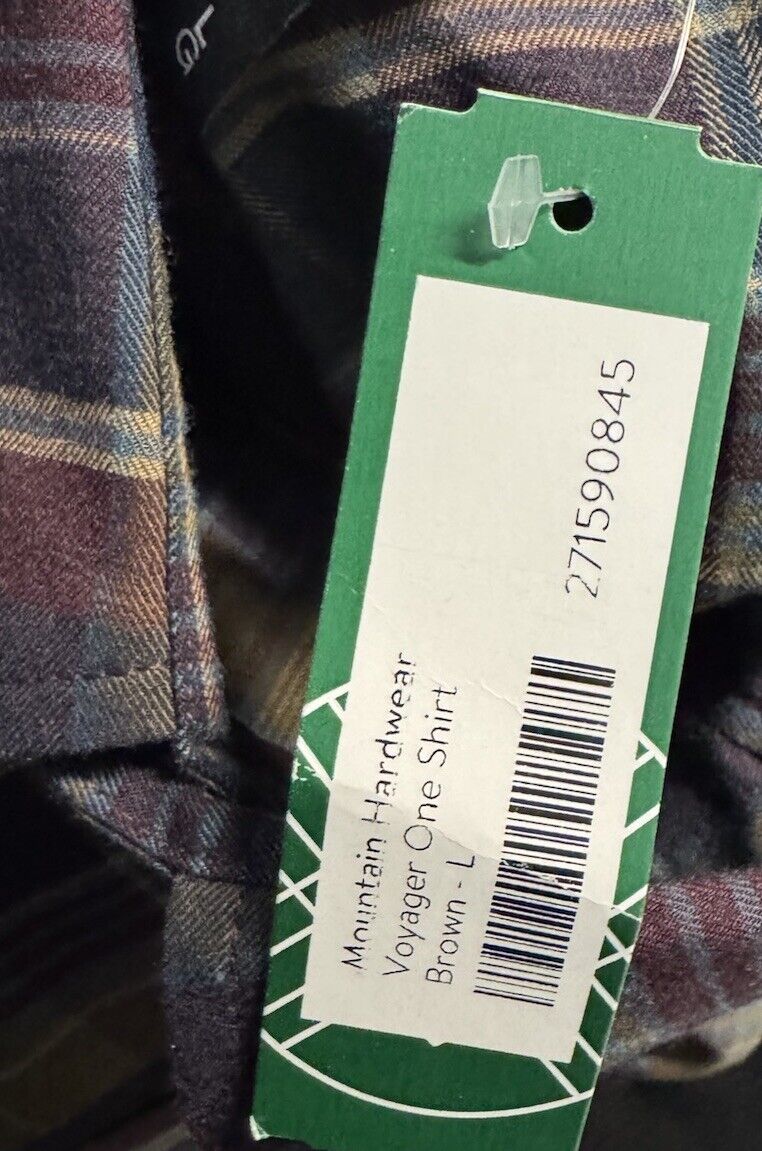 Mountain Hardwear
Voyager One Shirt
Brown - L
271590845